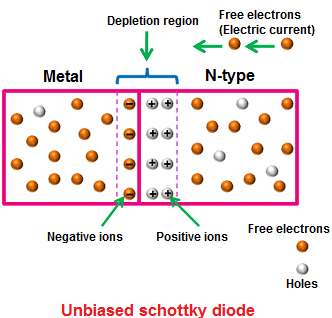 Depletion region
Free electrons
(Electric current)
Metal
N-type
Negative ions
Positive ions
Free electrons
Holes
Unbiased schottky diode